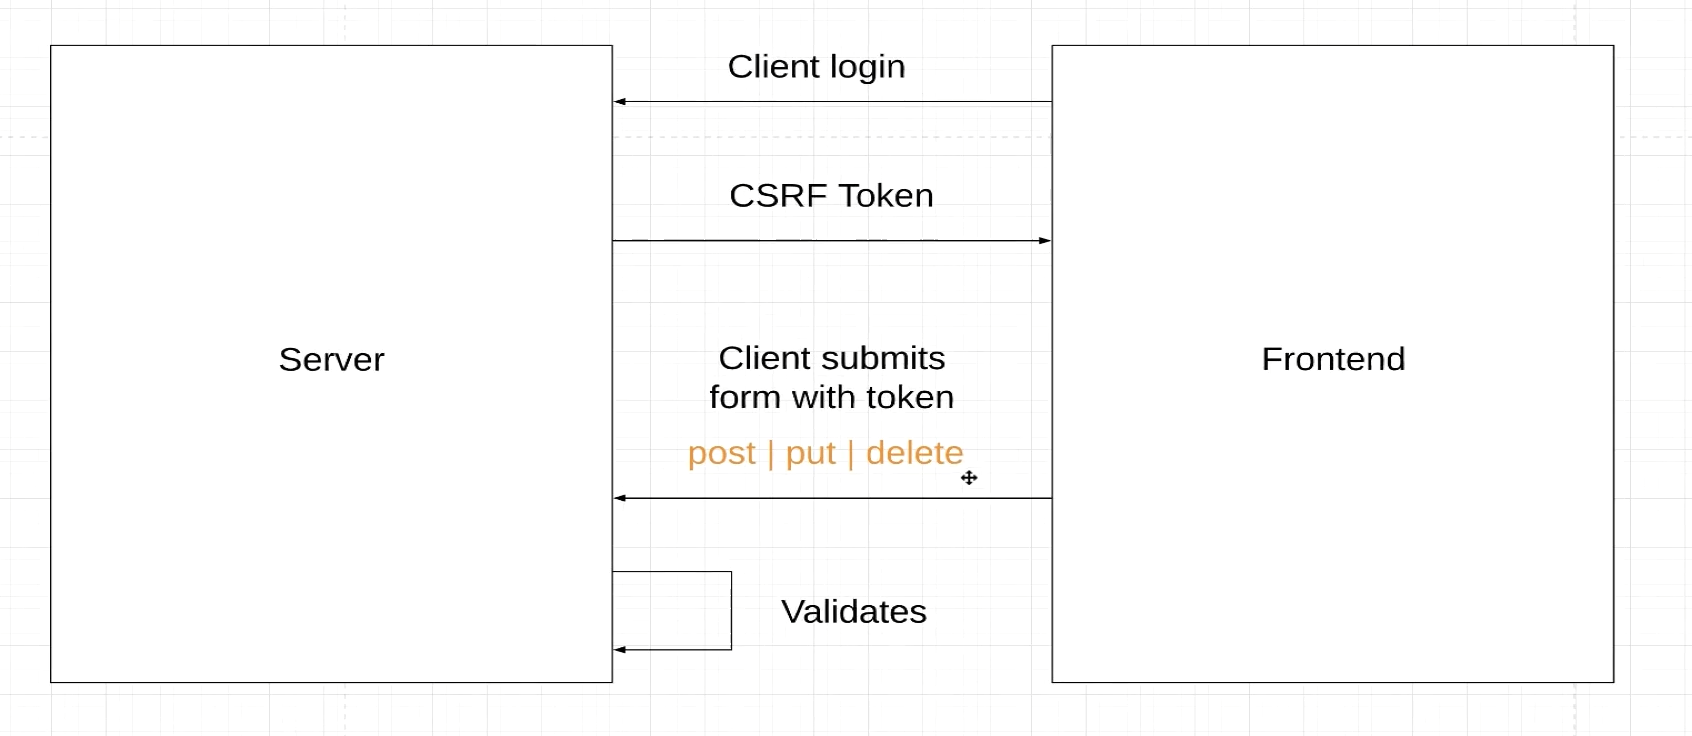 Client login
CSRF Token
Server
Client submits
form with token
post | put | delete
Frontend
Validates